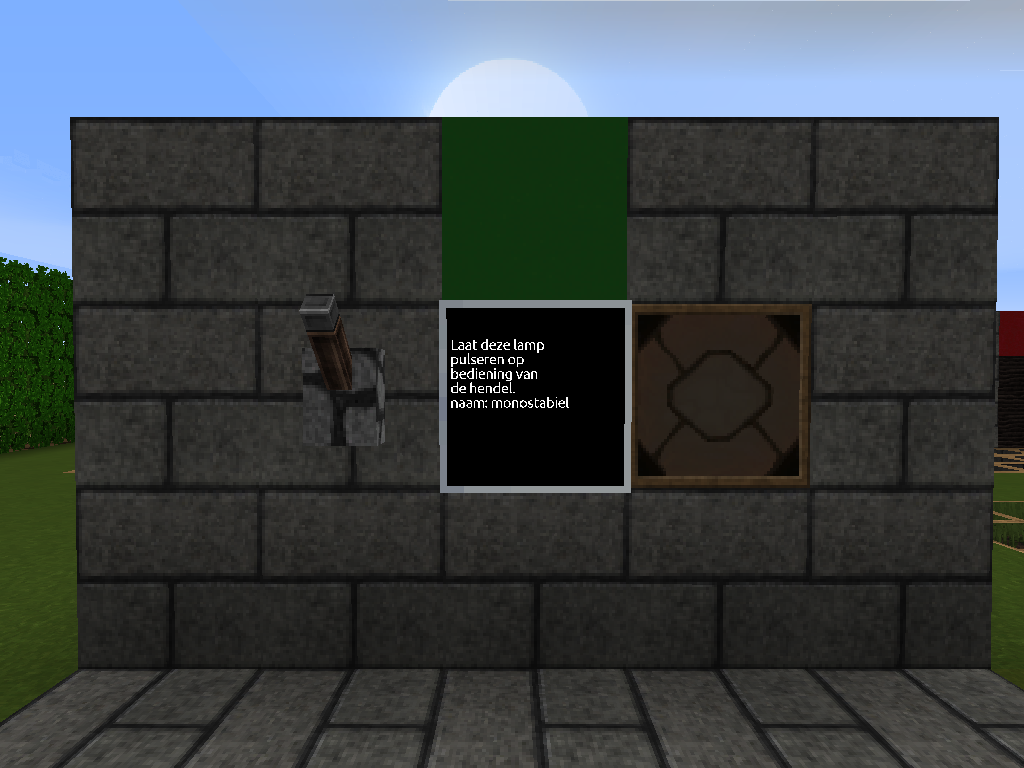 Laat deze lamp
pulseren op
bediening van
de hendel.
naam: monostabiel